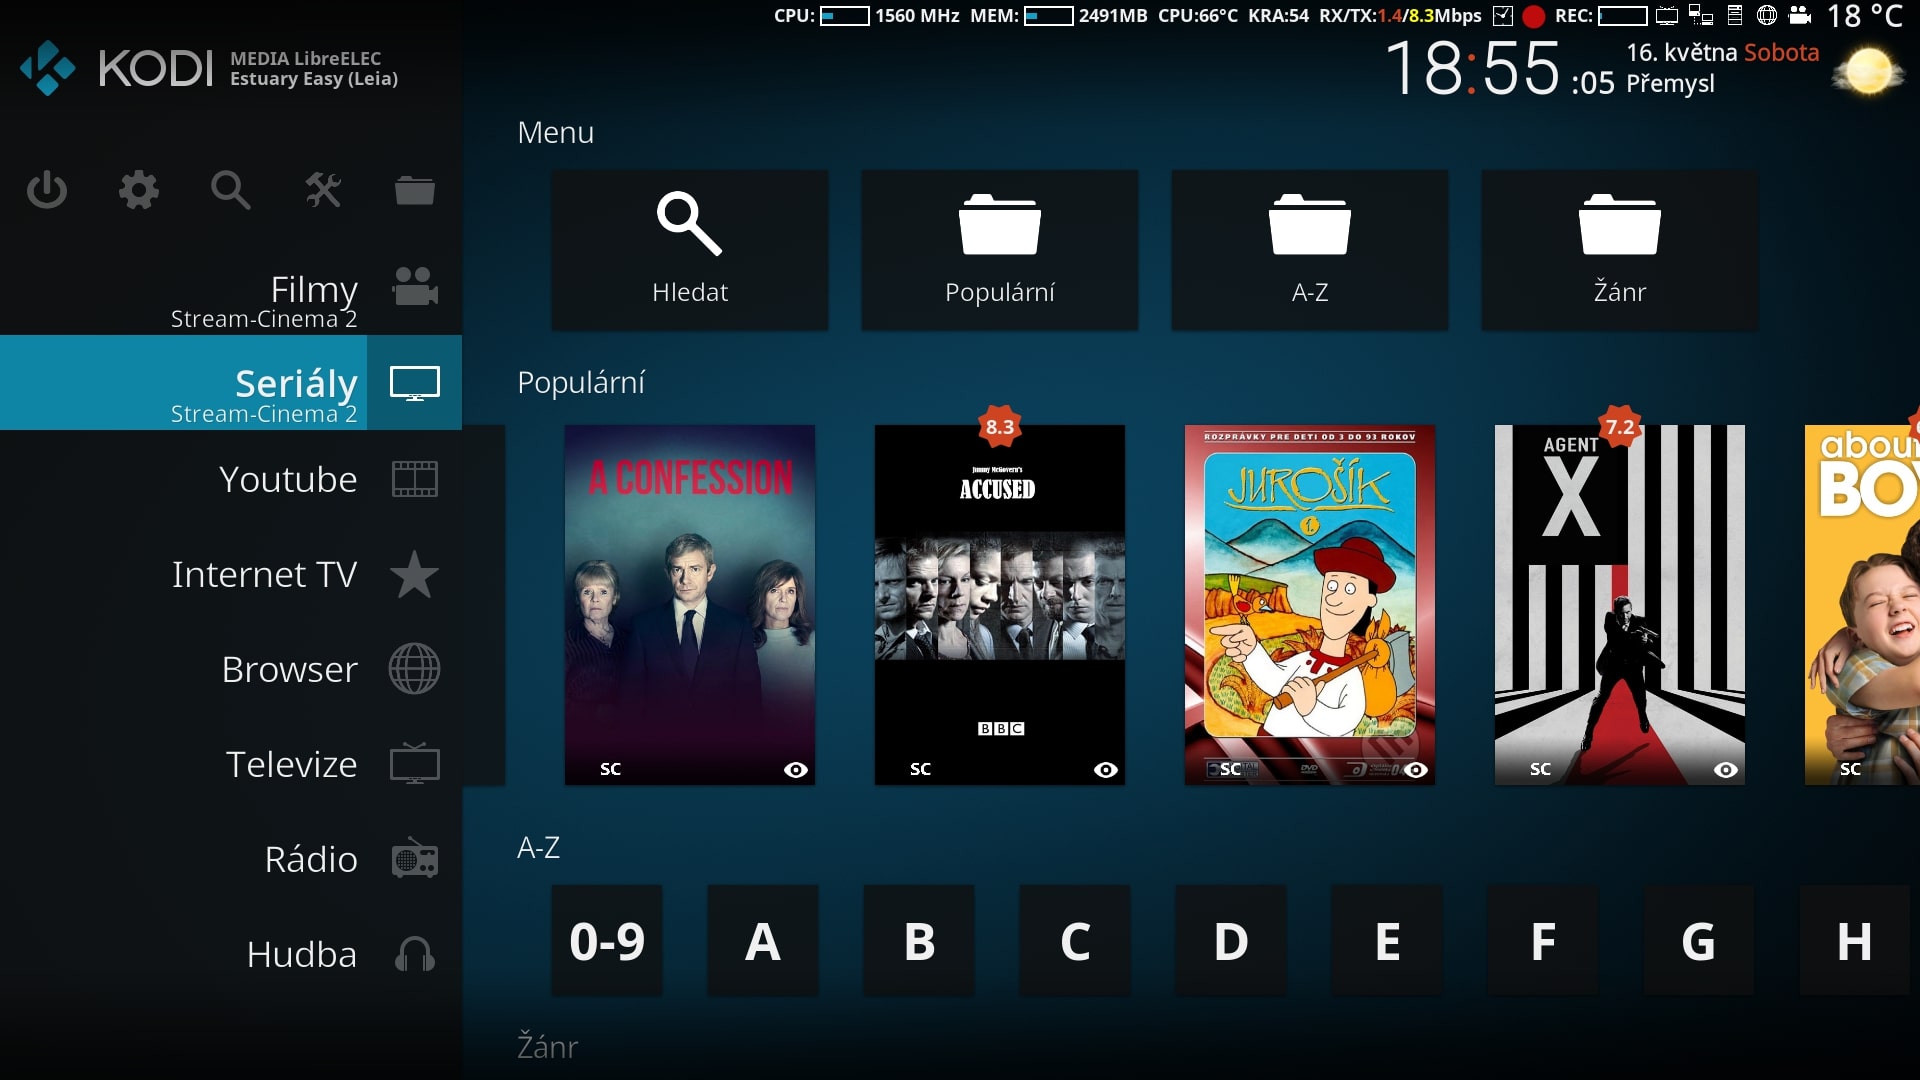 CPU: 1560 MHz MEM: 2491MB CPU:66°C KRA:54 RX/TX:1.4/8.3Mbps REC: 18 °C
KODI
MEDIA LibreELEC
Estuary Easy (Leia)
18:55 :05
16. května Sobota
Přemysl
Filmy
Stream-Cinema 2
Seriály
Stream-Cinema 2
Youtube
Internet TV
Browser
Televize
Rádio
Hudba
Menu
Hledat
Populární
A-Z
Žánr
Populární
A CONFESSION
SC
8.3
Jimmy McGovern's
ACCUSED
BBC
SC
ROZPRÁVKY PRE DETI OD 3 DO 93 ROKOV
JUROŠÍK
1.
SC
DVD
7.2
AGENT
X
SC
abou
BO
SC
A-Z
0-9
A
B
C
D
E
F
G
H
Žánr